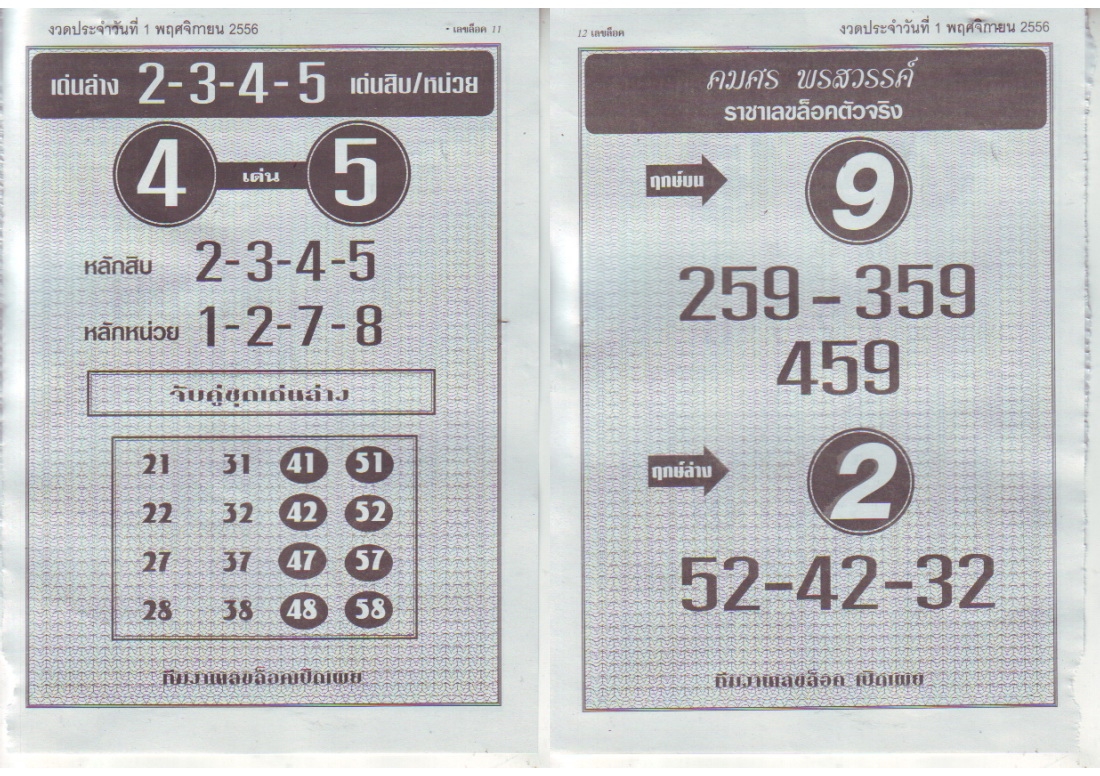 งวดประจำวันที่ 1 พฤศจิกายน 2556
- เลขล็อค 11
เด่นล่าง 2-3-4-5 เด่นสิบ/หน่วย
4 เด่น 5
หลักสิบ 2-3-4-5
หลักหน่วย 1-2-7-8
จับคู่ชุดเด่นล่าง
21 31 41 51
22 32 42 52
27 37 47 57
28 38 48 58
ทีมงานเลขล็อคเปิดเผย
12 เลขล็อค
งวดประจำวันที่ 1 พฤศจิกายน 2556
คมศร พรสวรรค์
ราชาเลขล็อคตัวจริง
ฤกษ์บน 9
259-359
459
ฤกษ์ล่าง 2
52-42-32
ทีมงานเลขล็อค เปิดเผย